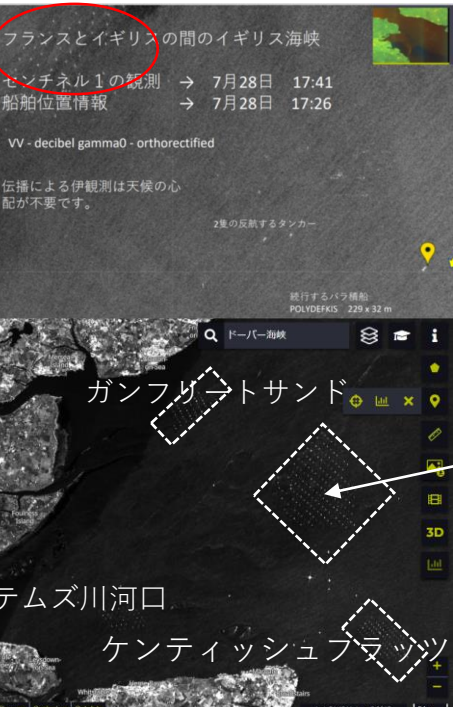 フランスとイギリスの間のイギリス海峡
センチネル1の観測 → 7月28日 17:41
船舶位置情報 → 7月28日 17:26
VV - decibel gamma0 - orthorectified
伝播による伊観測は天候の心
配が不要です。
2隻の反航するタンカー
続行するバラ積船
POLYDEFKIS 229 x 32 m
ドーバー海峡
ガンフリートサンド
3D
Foulness
Island
テムズ川河口
ケンティッシュフラッツ